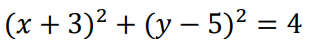 (x + 3)² + (y − 5)² = 4